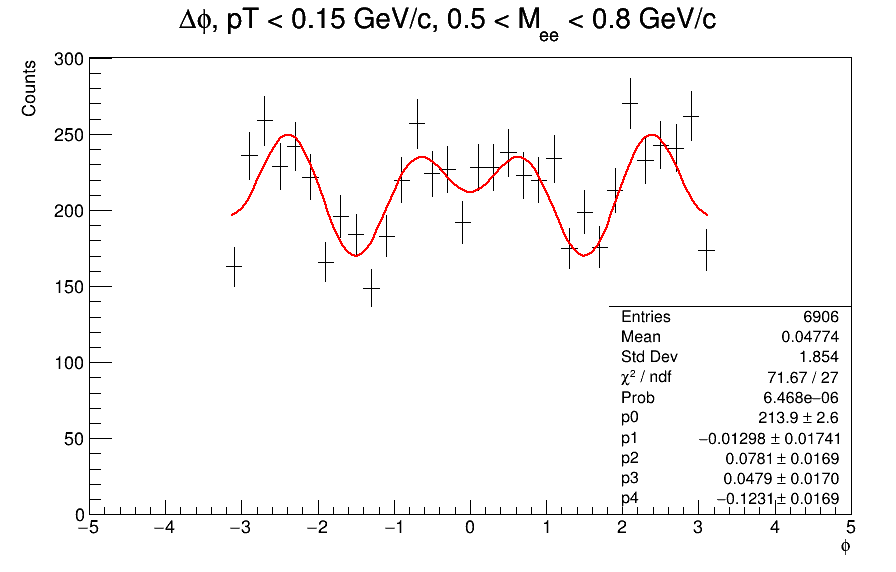 Δφ, pT < 0.15 GeV/c, 0.5 < Mee < 0.8 GeV/c
Counts
300
250
200
150
100
50
0
Entries 6906
Mean 0.04774
Std Dev 1.854
χ² / ndf 71.67 / 27
Prob 6.468e−06
p0 213.9 ± 2.6
p1 −0.01298 ± 0.01741
p2 0.0781 ± 0.0169
p3 0.0479 ± 0.0170
p4 −0.1231 ± 0.0169
−5 −4 −3 −2 −1 0 1 2 3 4 5
φ